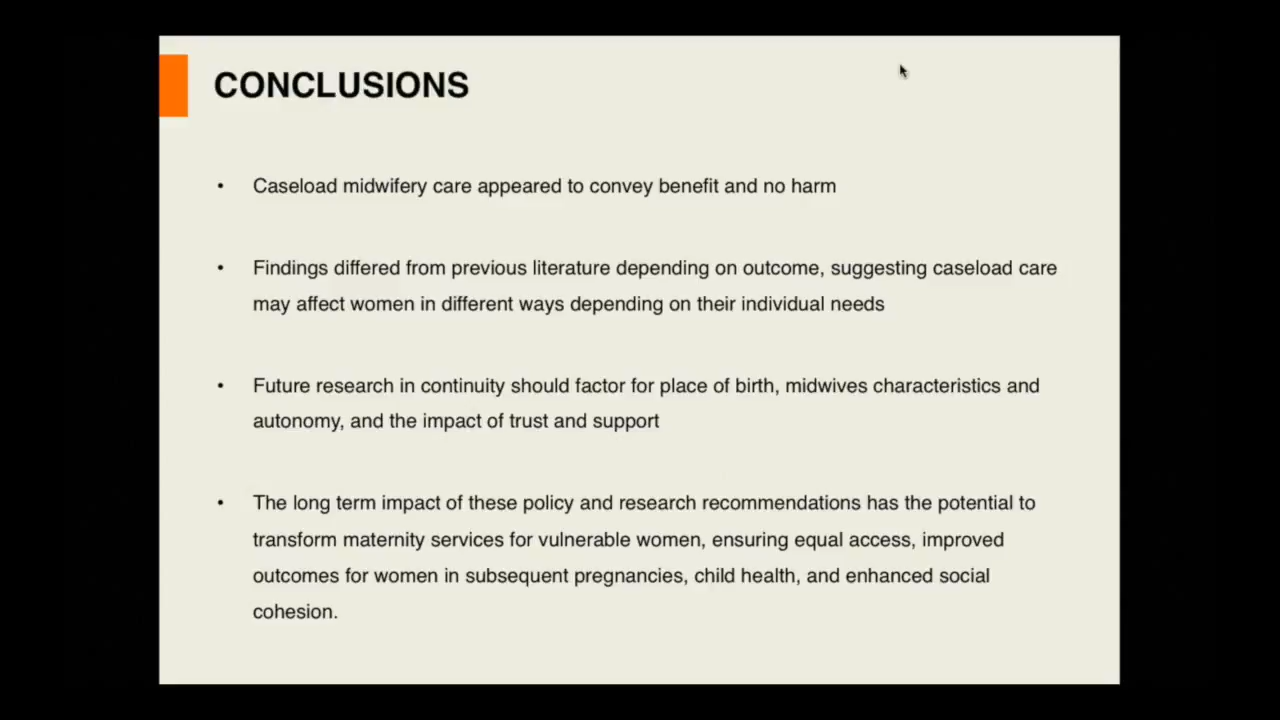 CONCLUSIONS
• Caseload midwifery care appeared to convey benefit and no harm
• Findings differed from previous literature depending on outcome, suggesting caseload care
may affect women in different ways depending on their individual needs
• Future research in continuity should factor for place of birth, midwives characteristics and
autonomy, and the impact of trust and support
• The long term impact of these policy and research recommendations has the potential to
transform maternity services for vulnerable women, ensuring equal access, improved
outcomes for women in subsequent pregnancies, child health, and enhanced social
cohesion.